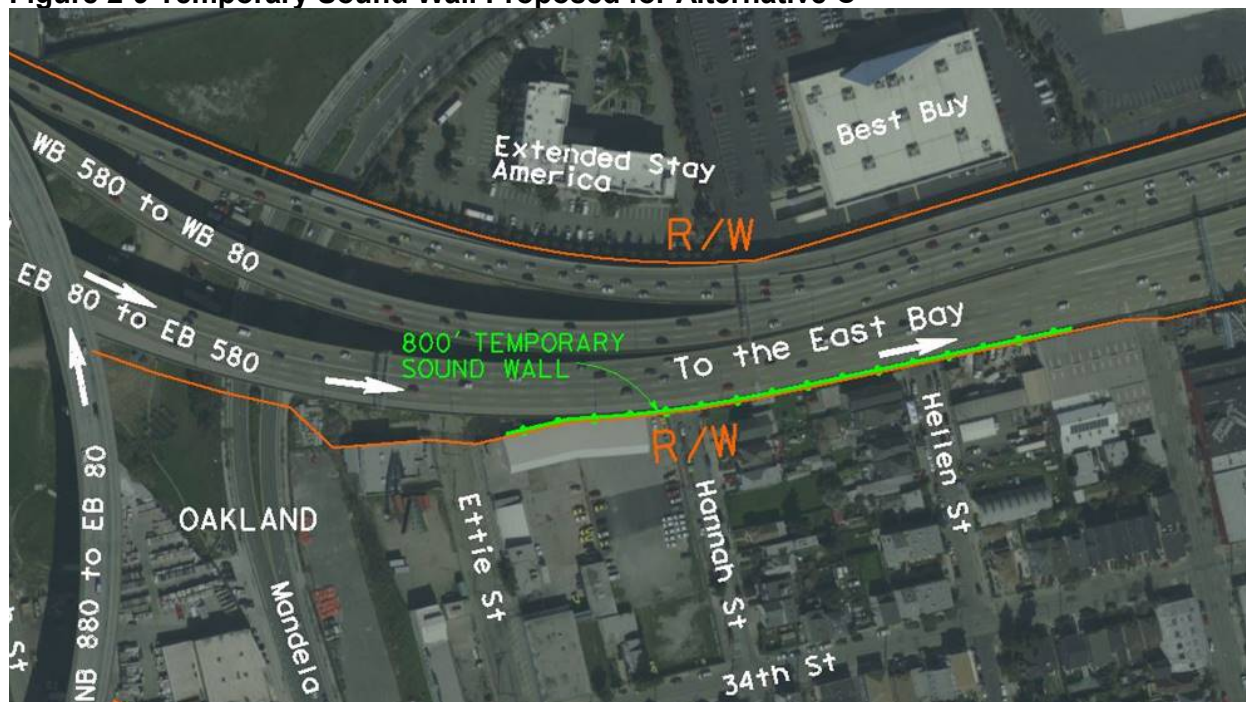 Figure 2-6 Temporary Sound Wall Proposed for Alternative C
Best Buy
Extended Stay
America
WB 580 to WB 80
R/W
EB 80 to EB 580
To the East Bay
800' TEMPORARY
SOUND WALL
R/W
Hellen St
Hannah St
Ettie St
OAKLAND
Mandela
NB 880 to EB 80
34th St
St